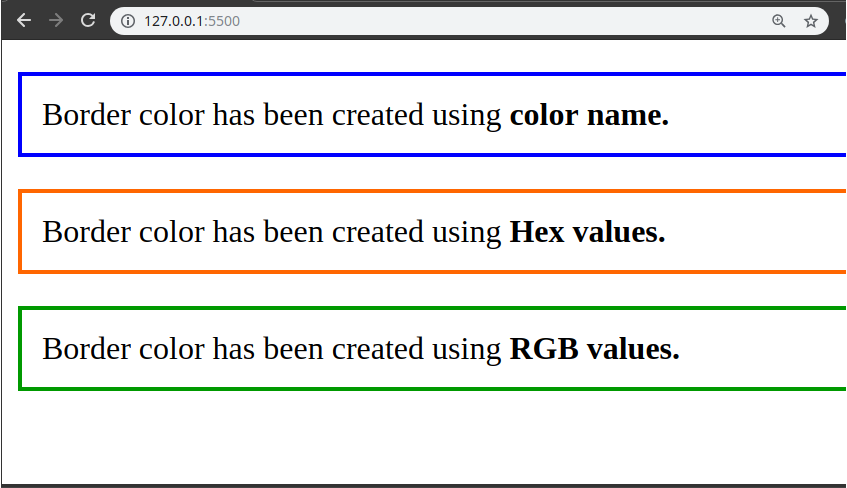 127.0.0.1:5500
Border color has been created using color name.
Border color has been created using Hex values.
Border color has been created using RGB values.